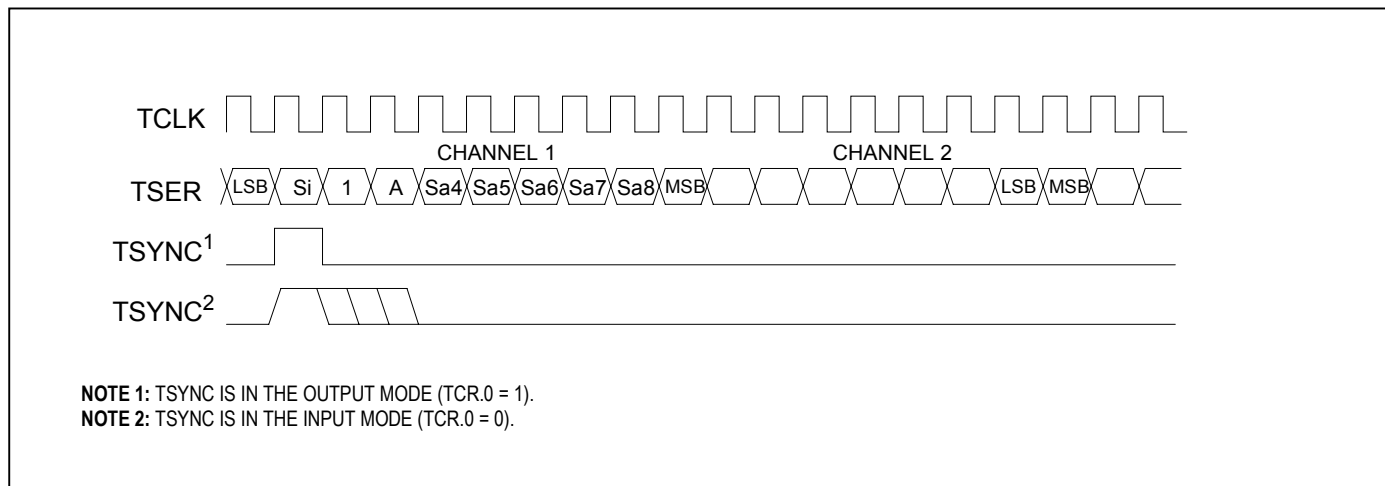 TCLK
CHANNEL 1 CHANNEL 2
TSER LSB Si 1 A Sa4 Sa5 Sa6 Sa7 Sa8 MSB LSB MSB
TSYNC1
TSYNC2
NOTE 1: TSYNC IS IN THE OUTPUT MODE (TCR.0 = 1).
NOTE 2: TSYNC IS IN THE INPUT MODE (TCR.0 = 0).